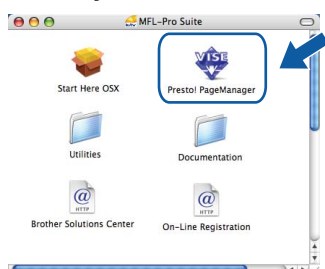 MFL-Pro Suite
VISE
Start Here OSX
Presto! PageManager
Utilities
Documentation
@
HTTP
@
HTTP
Brother Solutions Center
On-Line Registration